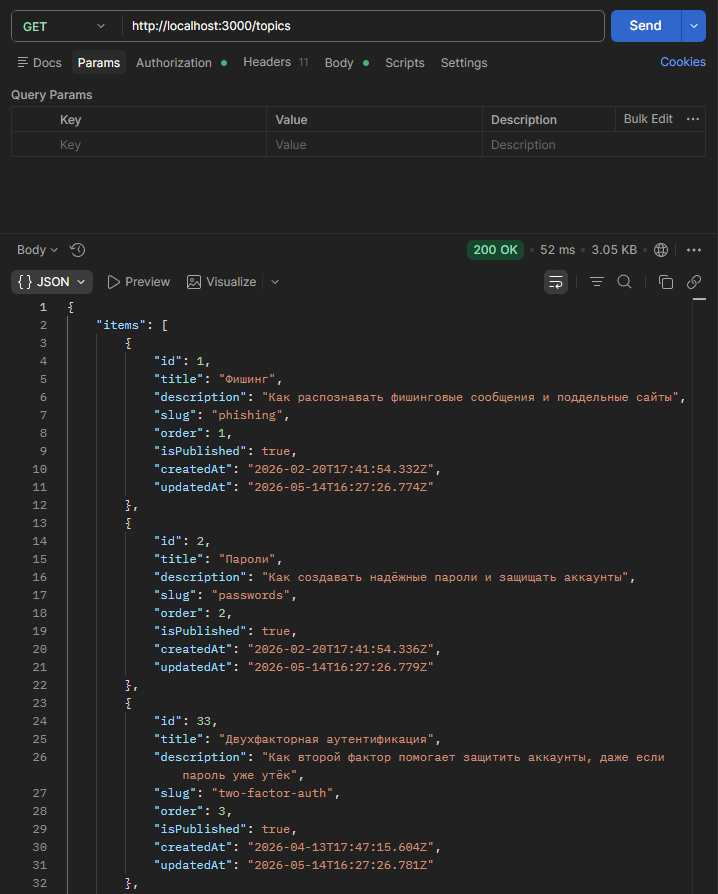 GET http://localhost:3000/topics Send
Docs Params Authorization Headers 11 Body Scripts Settings Cookies
Query Params
Key Value Description Bulk Edit
Key Value Description
Body 200 OK 52 ms 3.05 KB
{} JSON Preview Visualize
1 {
2 "items": [
3 {
4 "id": 1,
5 "title": "Фишинг",
6 "description": "Как распознавать фишинговые сообщения и поддельные сайты",
7 "slug": "phishing",
8 "order": 1,
9 "isPublished": true,
10 "createdAt": "2026-02-20T17:41:54.332Z",
11 "updatedAt": "2026-05-14T16:27:26.774Z"
12 },
13 {
14 "id": 2,
15 "title": "Пароли",
16 "description": "Как создавать надёжные пароли и защищать аккаунты",
17 "slug": "passwords",
18 "order": 2,
19 "isPublished": true,
20 "createdAt": "2026-02-20T17:41:54.336Z",
21 "updatedAt": "2026-05-14T16:27:26.779Z"
22 },
23 {
24 "id": 33,
25 "title": "Двухфакторная аутентификация",
26 "description": "Как второй фактор помогает защитить аккаунты, даже если
пароль уже утёк",
27 "slug": "two-factor-auth",
28 "order": 3,
29 "isPublished": true,
30 "createdAt": "2026-04-13T17:47:15.604Z",
31 "updatedAt": "2026-05-14T16:27:26.781Z"
32 },